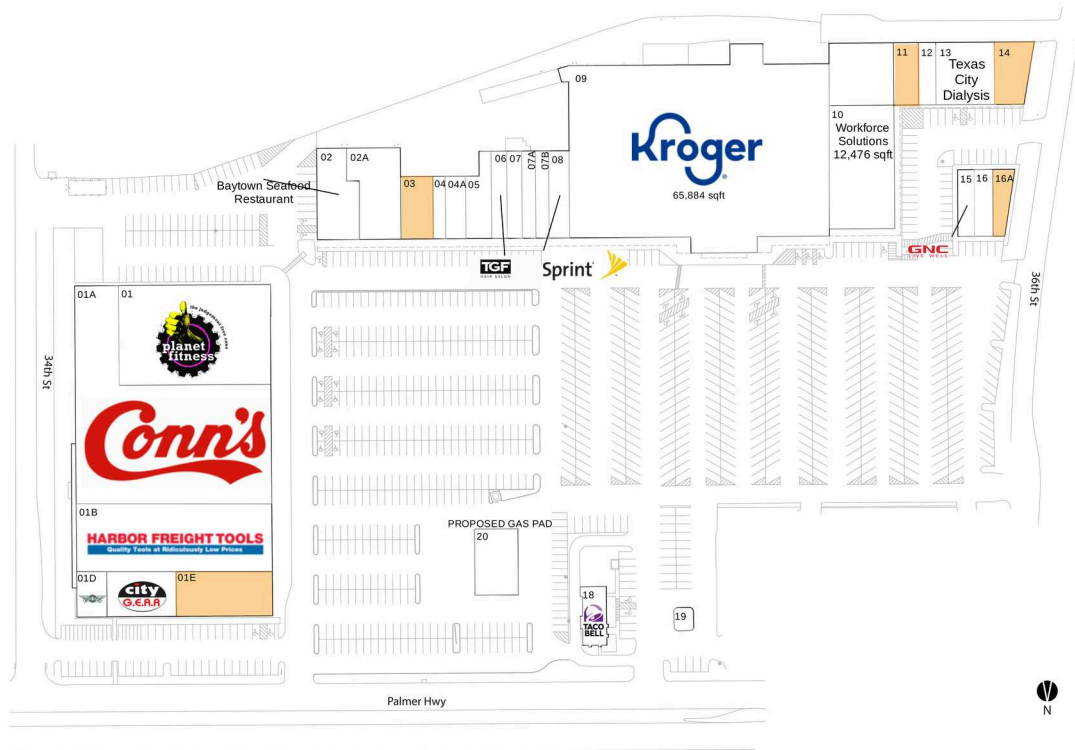 09
Kroger
65,884 sqft
10
Workforce
Solutions
12,476 sqft
11
12
13
Texas
City
Dialysis
14
02
02A
Baytown Seafood
Restaurant
03
04
04A
05
06
07
07A
07B
08
TGF
HAIR SALON
Sprint
15
16
16A
GNC
LIVE WELL
36th St
34th St
01A
01
the judgement free zone
planet
fitness
Conn's
01B
HARBOR FREIGHT TOOLS
Quality Tools at Ridiculously Low Prices
01D
city
G.E.A.R
01E
PROPOSED GAS PAD
20
18
TACO
BELL
19
Palmer Hwy
N